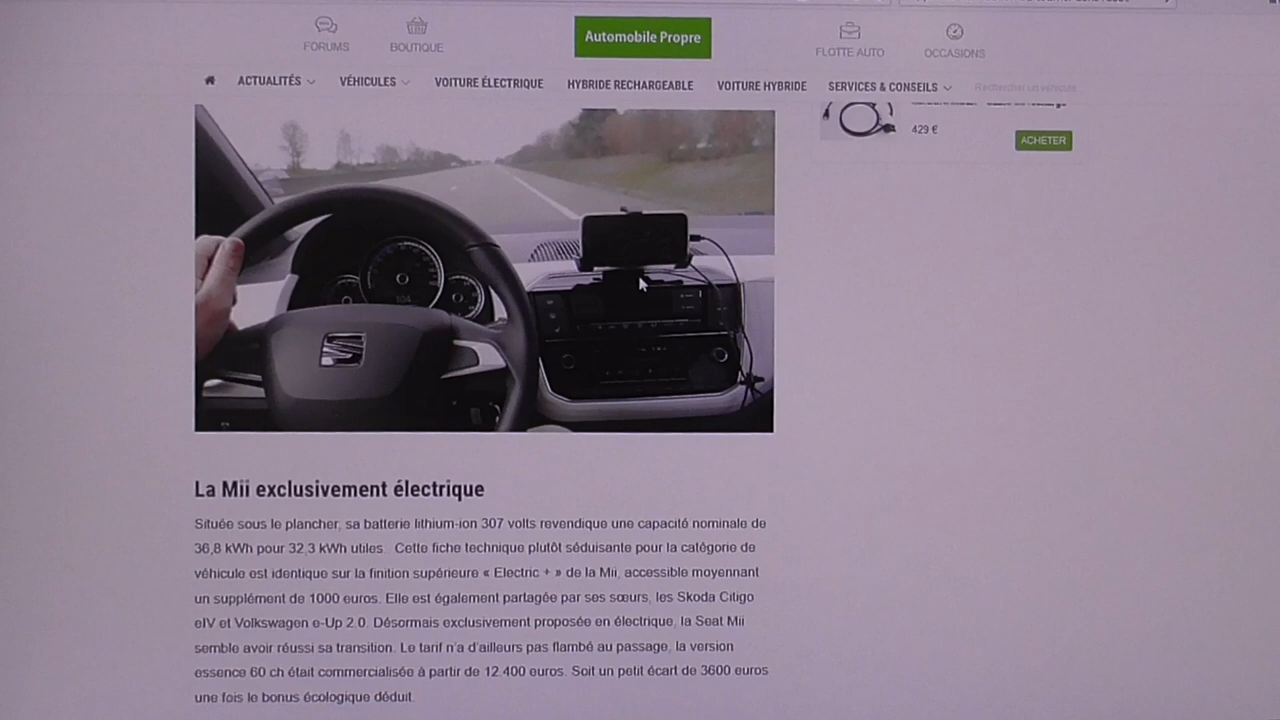 FORUMS
BOUTIQUE
Automobile Propre
FLOTTE AUTO
OCCASIONS
ACTUALITÉS
VÉHICULES
VOITURE ÉLECTRIQUE
HYBRIDE RECHARGEABLE
VOITURE HYBRIDE
SERVICES & CONSEILS
Rechercher un véhicule
429 €
ACHETER
104
La Mii exclusivement électrique
Située sous le plancher, sa batterie lithium-ion 307 volts revendique une capacité nominale de
36,8 kWh pour 32,3 kWh utiles. Cette fiche technique plutôt séduisante pour la catégorie de
véhicule est identique sur la finition supérieure « Electric + » de la Mii, accessible moyennant
un supplément de 1000 euros. Elle est également partagée par ses sœurs, les Skoda Citigo
eIV et Volkswagen e-Up 2.0. Désormais exclusivement proposée en électrique, la Seat Mii
semble avoir réussi sa transition. Le tarif n'a d'ailleurs pas flambé au passage, la version
essence 60 ch était commercialisée à partir de 12.400 euros. Soit un petit écart de 3600 euros
une fois le bonus écologique déduit.